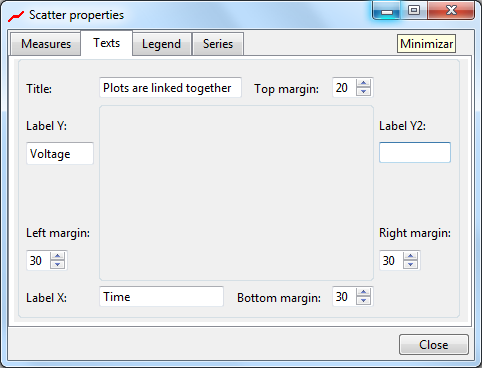 Scatter properties
Measures Texts Legend Series Minimizar
Title: Plots are linked together Top margin: 20
Label Y: Label Y2:
Voltage
Left margin: Right margin:
30 30
Label X: Time Bottom margin: 30
Close